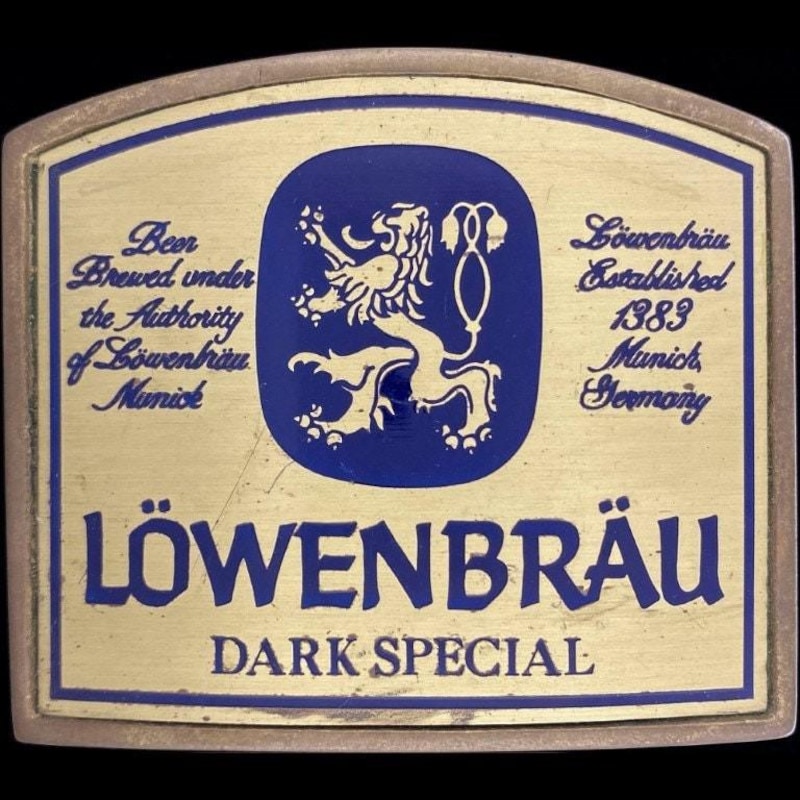 Beer
Brewed under
the Authority
of Löwenbräu
Munich
Löwenbräu
Established
1383
Munich,
Germany
LÖWENBRÄU
DARK SPECIAL